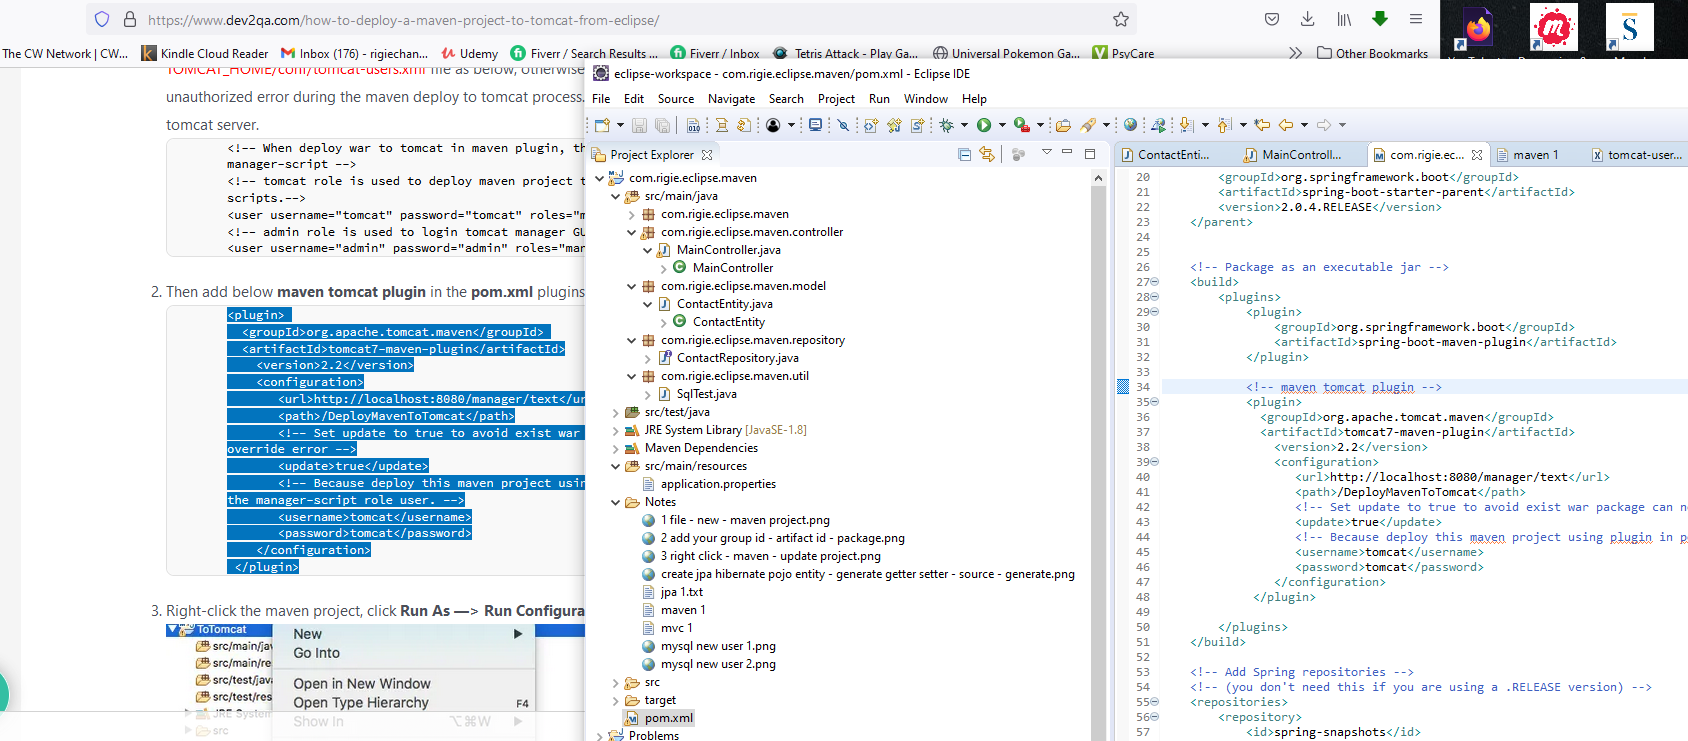 https://www.dev2qa.com/how-to-deploy-a-maven-project-to-tomcat-from-eclipse/
The CW Network | CW...
Kindle Cloud Reader
Inbox (176) - rigiechan...
Udemy
Fiverr / Search Results ...
Fiverr / Inbox
Tetris Attack - Play Ga...
Universal Pokemon Ga...
PsyCare
Other Bookmarks
TOMCAT_HOME/conf/tomcat-users.xml file as below, otherwise
unauthorized error during the maven deploy to tomcat process.
tomcat server.
<!-- When deploy war to tomcat in maven plugin, th
manager-script -->
<!-- tomcat role is used to deploy maven project t
scripts.-->
<user username="tomcat" password="tomcat" roles="m
<!-- admin role is used to login tomcat manager GU
<user username="admin" password="admin" roles="man
2. Then add below maven tomcat plugin in the pom.xml plugins
<plugin>
<groupId>org.apache.tomcat.maven</groupId>
<artifactId>tomcat7-maven-plugin</artifactId>
<version>2.2</version>
<configuration>
<url>http://localhost:8080/manager/text</ur
<path>/DeployMavenToTomcat</path>
<!-- Set update to true to avoid exist war
override error -->
<update>true</update>
<!-- Because deploy this maven project usin
the manager-script role user. -->
<username>tomcat</username>
<password>tomcat</password>
</configuration>
</plugin>
3. Right-click the maven project, click Run As —> Run Configura
ToTomcat
src/main/jav
src/main/re
src/test/java
src/test/res
JRE System
src
New
Go Into
Open in New Window
Open Type Hierarchy F4
Show In ⌥⌘W
eclipse-workspace - com.rigie.eclipse.maven/pom.xml - Eclipse IDE
File Edit Source Navigate Search Project Run Window Help
Project Explorer
com.rigie.eclipse.maven
src/main/java
com.rigie.eclipse.maven
com.rigie.eclipse.maven.controller
MainController.java
MainController
com.rigie.eclipse.maven.model
ContactEntity.java
ContactEntity
com.rigie.eclipse.maven.repository
ContactRepository.java
com.rigie.eclipse.maven.util
SqlTest.java
src/test/java
JRE System Library [JavaSE-1.8]
Maven Dependencies
src/main/resources
application.properties
Notes
1 file - new - maven project.png
2 add your group id - artifact id - package.png
3 right click - maven - update project.png
create jpa hibernate pojo entity - generate getter setter - source - generate.png
jpa 1.txt
maven 1
mvc 1
mysql new user 1.png
mysql new user 2.png
src
target
pom.xml
Problems
ContactEnti...
MainControll...
com.rigie.ec...
maven 1
tomcat-user...
20 <groupId>org.springframework.boot</groupId>
21 <artifactId>spring-boot-starter-parent</artifactId>
22 <version>2.0.4.RELEASE</version>
23 </parent>
24
25
26 <!-- Package as an executable jar -->
27 <build>
28 <plugins>
29 <plugin>
30 <groupId>org.springframework.boot</groupId>
31 <artifactId>spring-boot-maven-plugin</artifactId>
32 </plugin>
33
34 <!-- maven tomcat plugin -->
35 <plugin>
36 <groupId>org.apache.tomcat.maven</groupId>
37 <artifactId>tomcat7-maven-plugin</artifactId>
38 <version>2.2</version>
39 <configuration>
40 <url>http://localhost:8080/manager/text</url>
41 <path>/DeployMavenToTomcat</path>
42 <!-- Set update to true to avoid exist war package can n
43 <update>true</update>
44 <!-- Because deploy this maven project using plugin in p
45 <username>tomcat</username>
46 <password>tomcat</password>
47 </configuration>
48 </plugin>
49
50 </plugins>
51 </build>
52
53 <!-- Add Spring repositories -->
54 <!-- (you don't need this if you are using a .RELEASE version) -->
55 <repositories>
56 <repository>
57 <id>spring-snapshots</id>